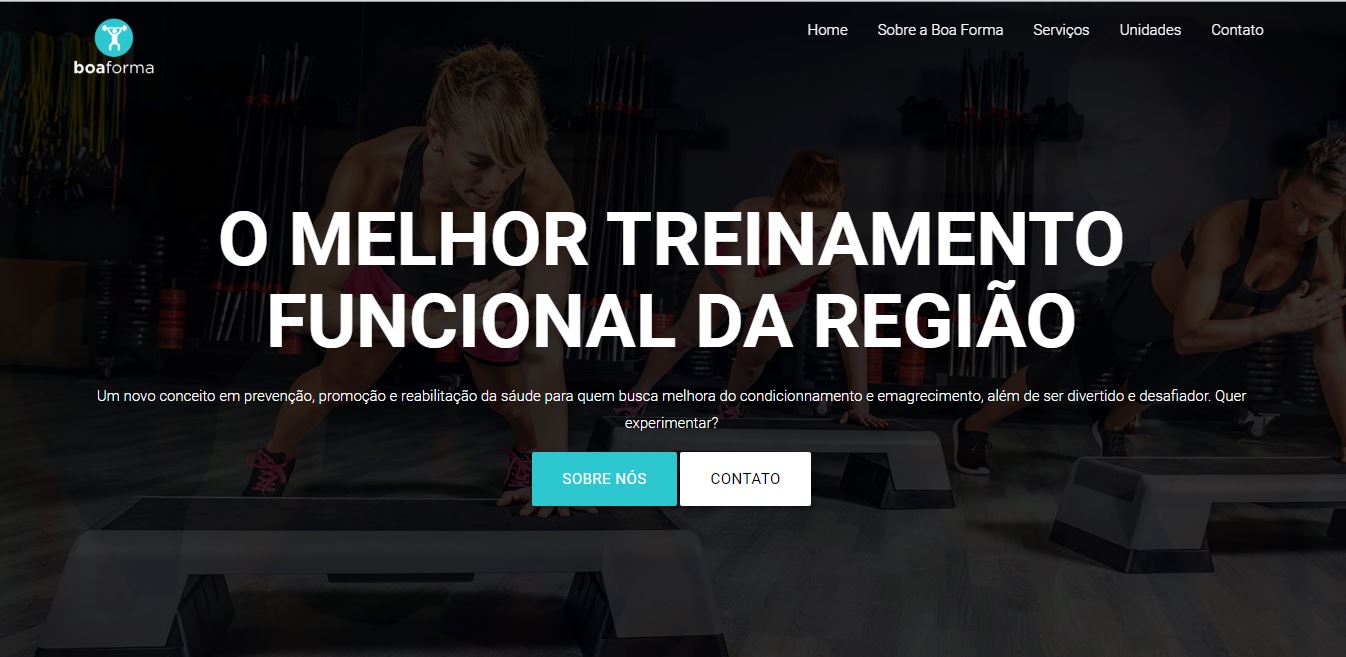 boaforma
Home Sobre a Boa Forma Serviços Unidades Contato
O MELHOR TREINAMENTO
FUNCIONAL DA REGIÃO
Um novo conceito em prevenção, promoção e reabilitação da sáude para quem busca melhora do condicionnamento e emagrecimento, além de ser divertido e desafiador. Quer
experimentar?
SOBRE NÓS CONTATO